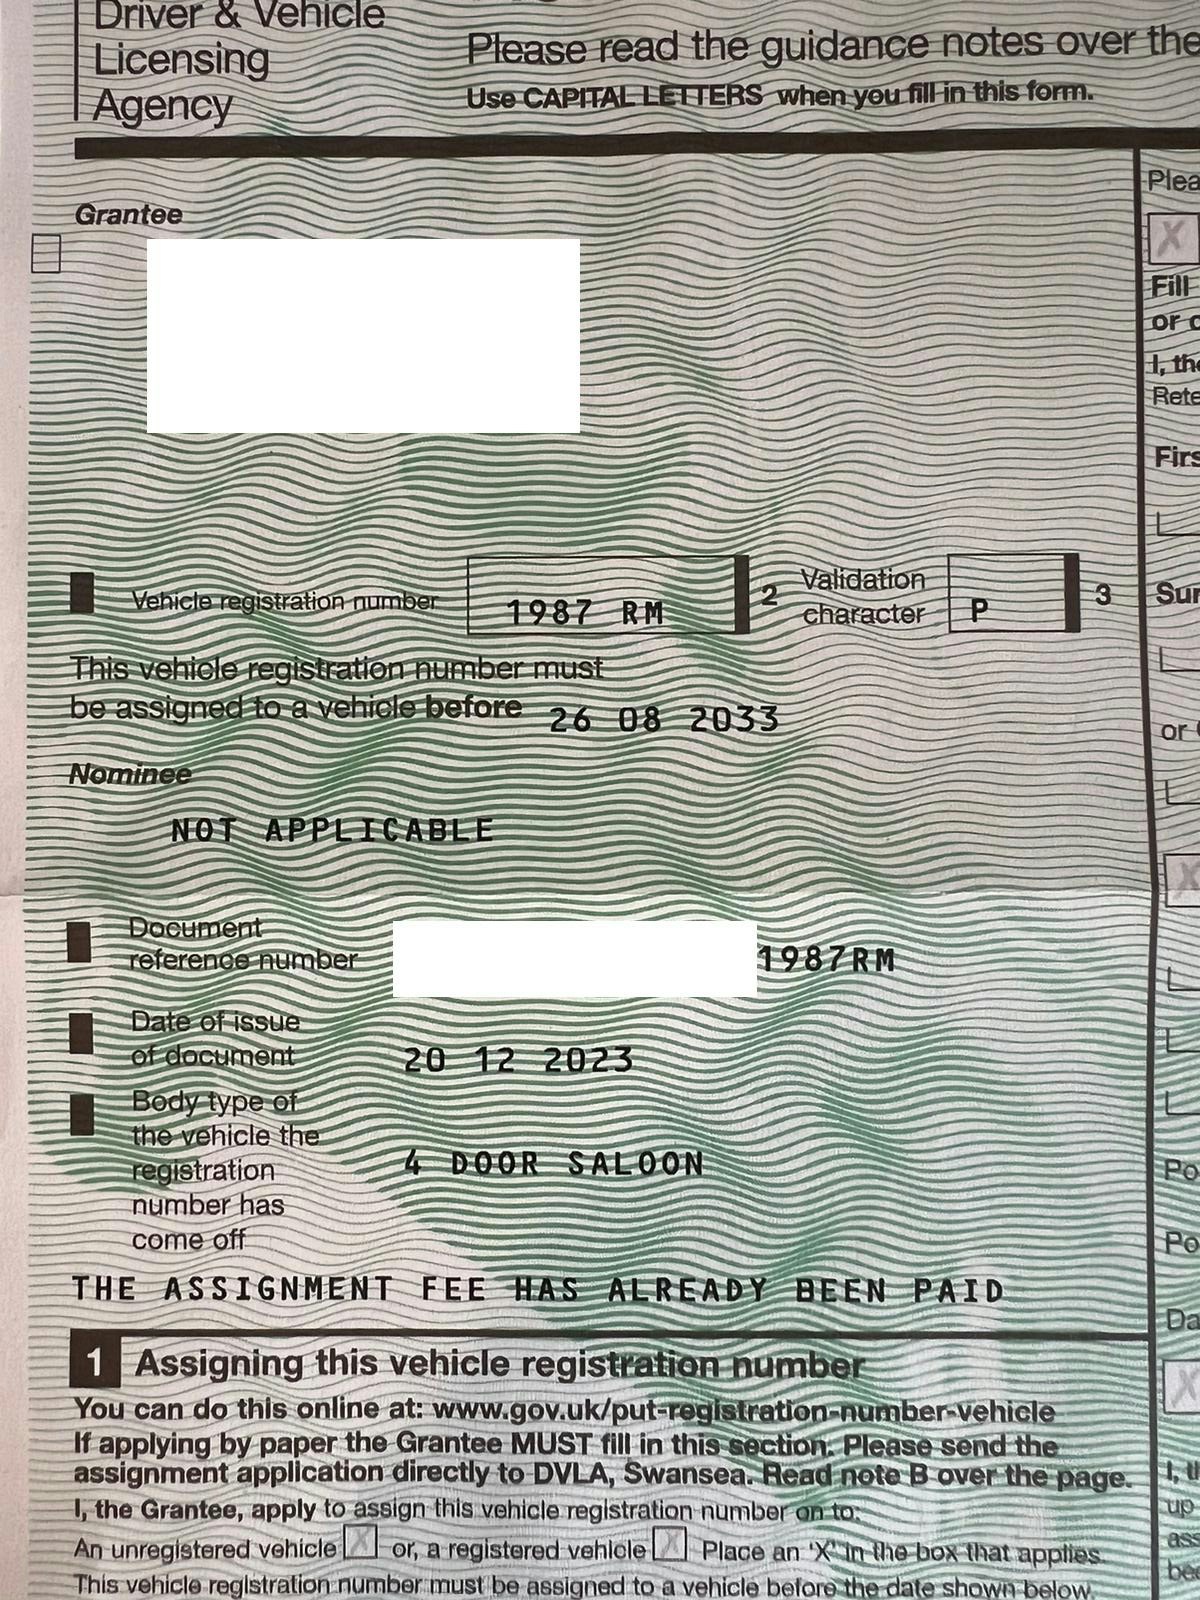 Driver & Vehicle
Licensing
Agency
Please read the guidance notes over the
Use CAPITAL LETTERS when you fill in this form.
Grantee
Vehicle registration number 1987 RM 2 Validation character P 3
This vehicle registration number must
be assigned to a vehicle before 26 08 2033
Nominee
NOT APPLICABLE
Document
reference number 1987RM
Date of issue
of document 20 12 2023
Body type of
the vehicle the
registration 4 DOOR SALOON
number has
come off
THE ASSIGNMENT FEE HAS ALREADY BEEN PAID
1 Assigning this vehicle registration number
You can do this online at: www.gov.uk/put-registration-number-vehicle
If applying by paper the Grantee MUST fill in this section. Please send the
assignment application directly to DVLA, Swansea. Read note B over the page.
I, the Grantee, apply to assign this vehicle registration number on to:
An unregistered vehicle X or, a registered vehicle X Place an 'X' in the box that applies.
This vehicle registration number must be assigned to a vehicle before the date shown below.
X
Fill
or
I,
X
X